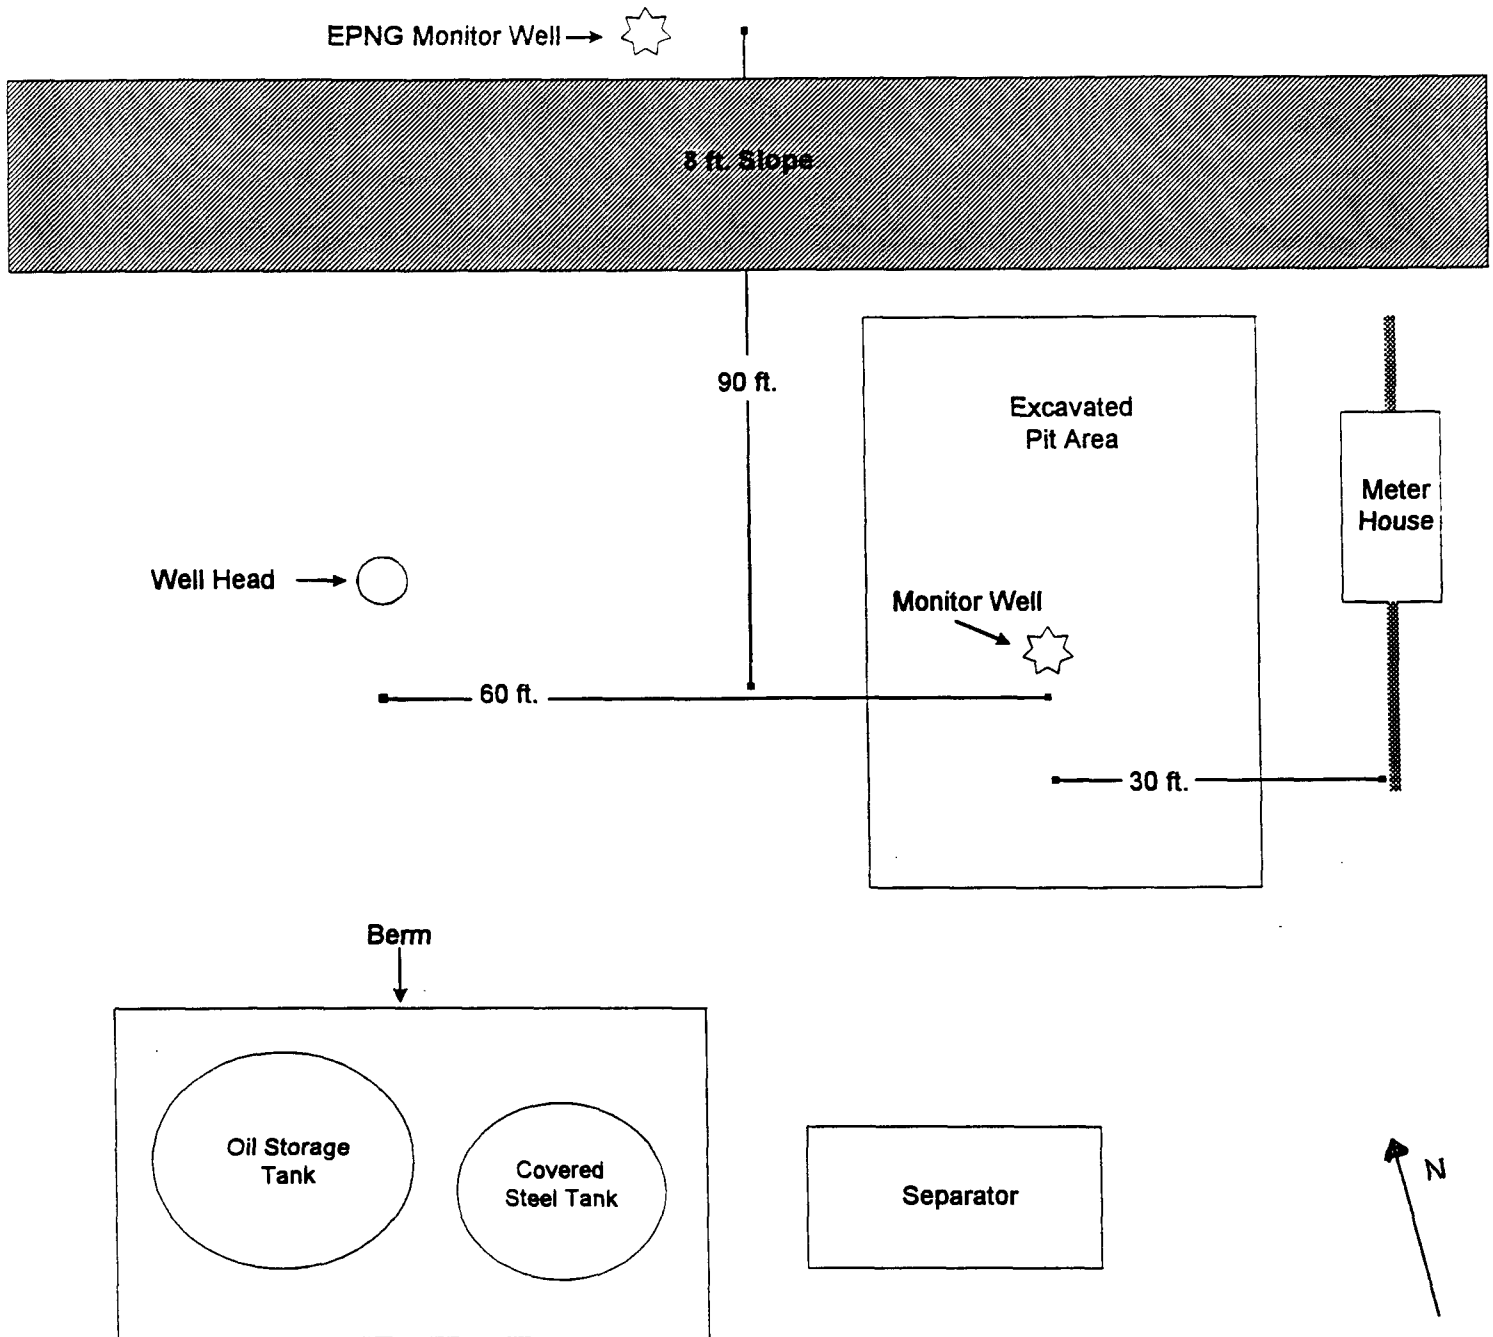 EPNG Monitor Well
8 ft. Slope
90 ft.
Excavated
Pit Area
Meter
House
Well Head
Monitor Well
60 ft.
30 ft.
Berm
Oil Storage
Tank
Covered
Steel Tank
Separator
N